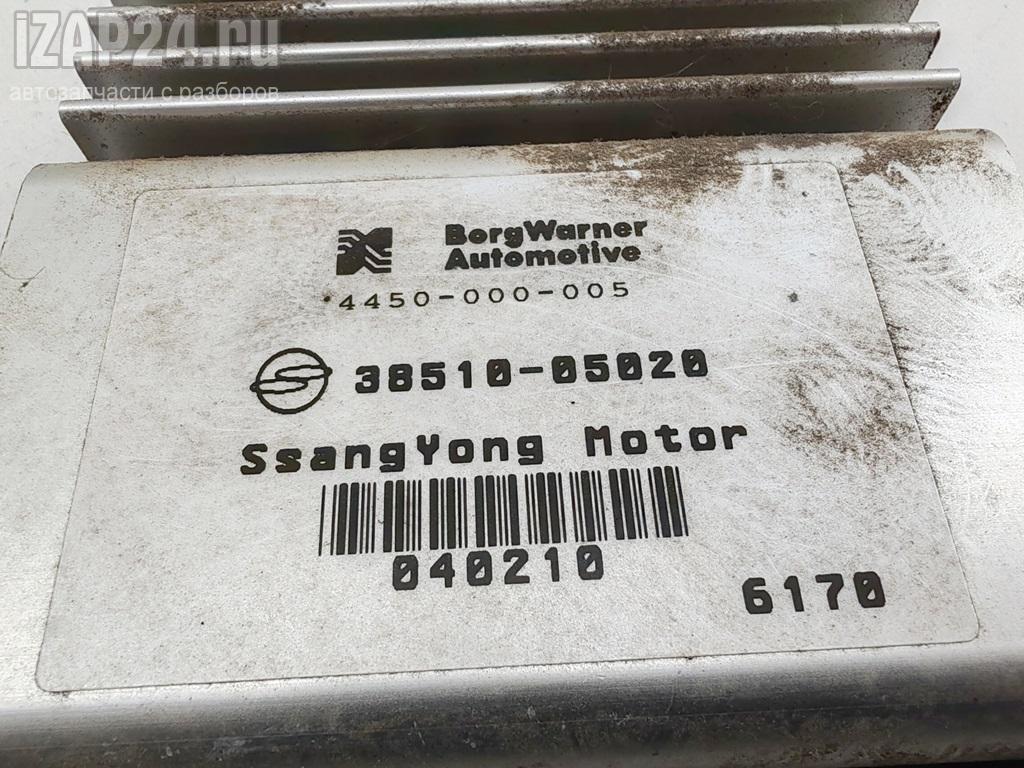 iZAP24.ru
автозапчасти с разборов
BorgWarner
Automotive
4450-000-005
38510-05020
SsangYong Motor
040210
6170